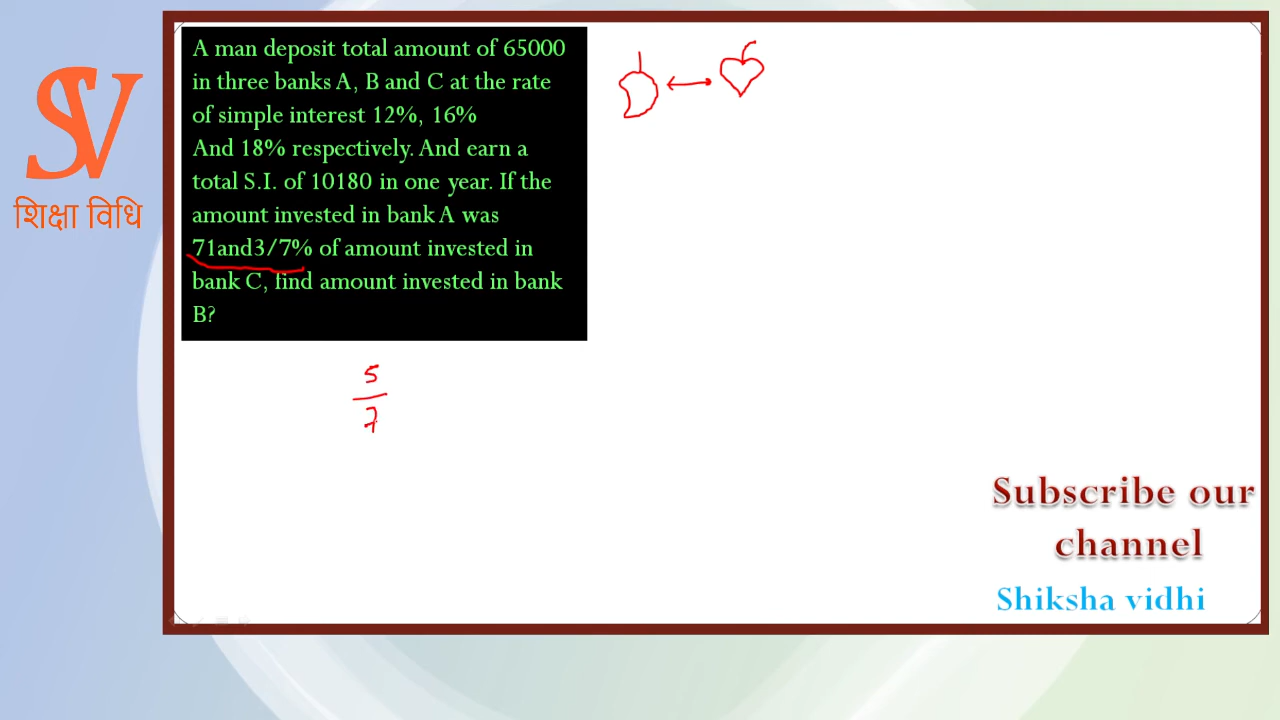 SV
शिक्षा विधि
A man deposit total amount of 65000
in three banks A, B and C at the rate
of simple interest 12%, 16%
And 18% respectively. And earn a
total S.I. of 10180 in one year. If the
amount invested in bank A was
71and3/7% of amount invested in
bank C, find amount invested in bank
B?
5
7
Subscribe our
channel
Shiksha vidhi